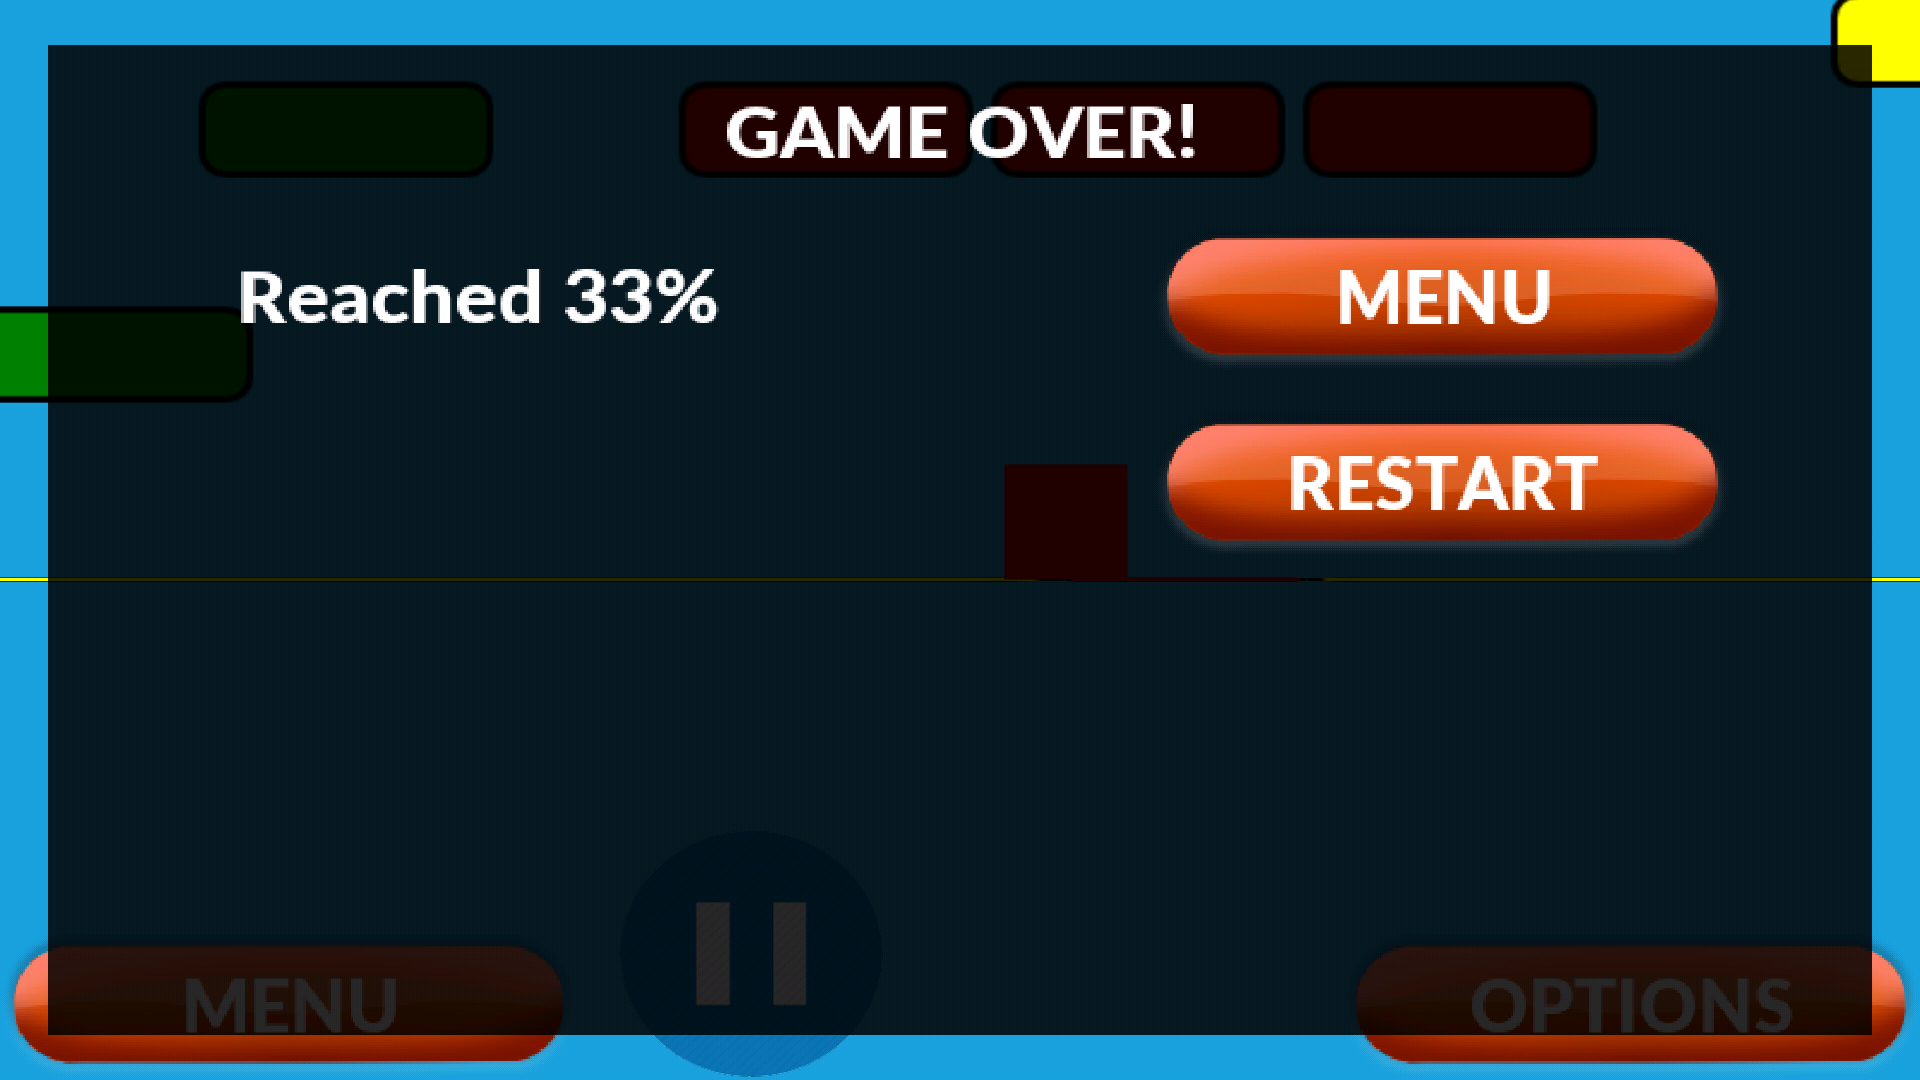 GAME OVER!
Reached 33%
MENU
RESTART
MENU
OPTIONS